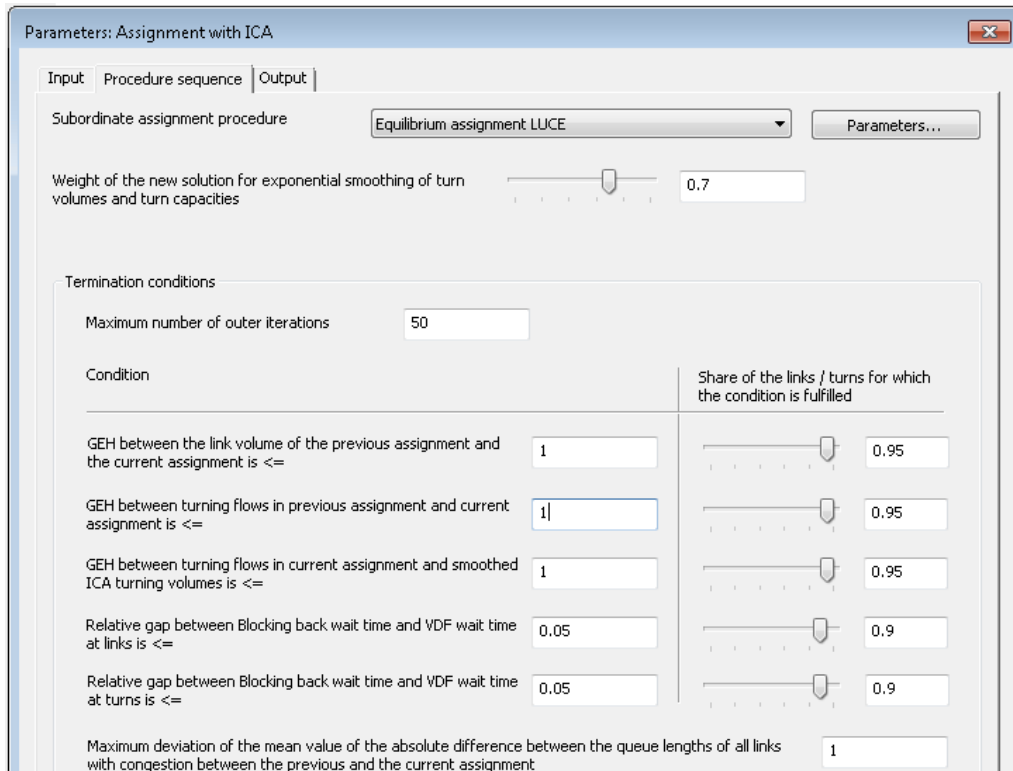 Parameters: Assignment with ICA
Input Procedure sequence Output
Subordinate assignment procedure Equilibrium assignment LUCE Parameters...
Weight of the new solution for exponential smoothing of turn
volumes and turn capacities
0.7
Termination conditions
Maximum number of outer iterations 50
Condition
Share of the links / turns for which
the condition is fulfilled
GEH between the link volume of the previous assignment and
the current assignment is <=
1
0.95
GEH between turning flows in previous assignment and current
assignment is <=
1
0.95
GEH between turning flows in current assignment and smoothed
ICA turning volumes is <=
1
0.95
Relative gap between Blocking back wait time and VDF wait time
at links is <=
0.05
0.9
Relative gap between Blocking back wait time and VDF wait time
at turns is <=
0.05
0.9
Maximum deviation of the mean value of the absolute difference between the queue lengths of all links
with congestion between the previous and the current assignment
1